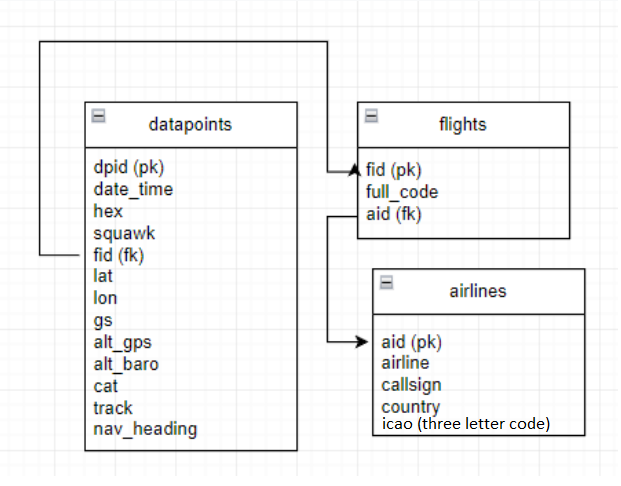 datapoints
dpid (pk)
date_time
hex
squawk
fid (fk)
lat
lon
gs
alt_gps
alt_baro
cat
track
nav_heading
flights
fid (pk)
full_code
aid (fk)
airlines
aid (pk)
airline
callsign
country
icao (three letter code)